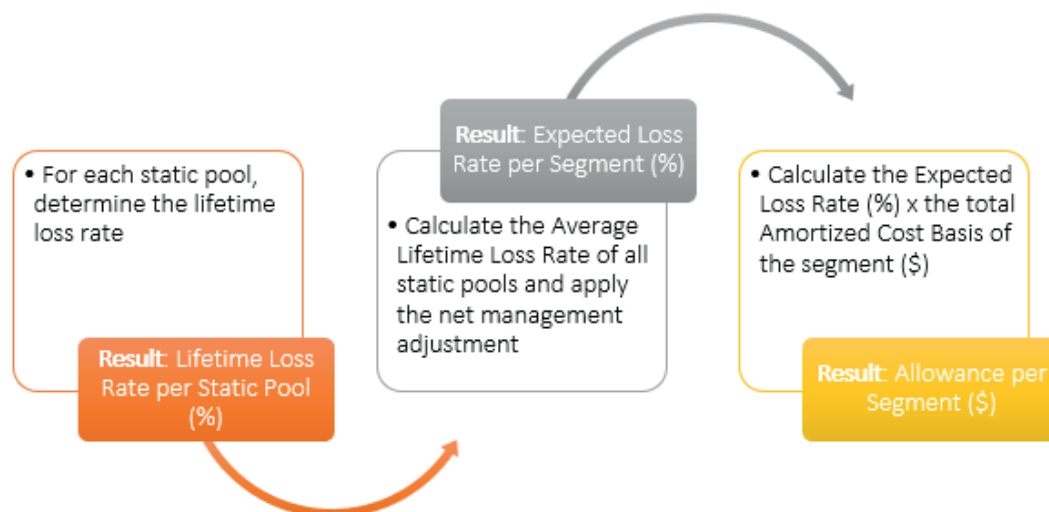 • For each static pool,
determine the lifetime
loss rate
Result: Lifetime Loss
Rate per Static Pool
(%)
Result: Expected Loss
Rate per Segment (%)
• Calculate the Average
Lifetime Loss Rate of all
static pools and apply
the net management
adjustment
• Calculate the Expected
Loss Rate (%) x the total
Amortized Cost Basis of
the segment ($)
Result: Allowance per
Segment ($)